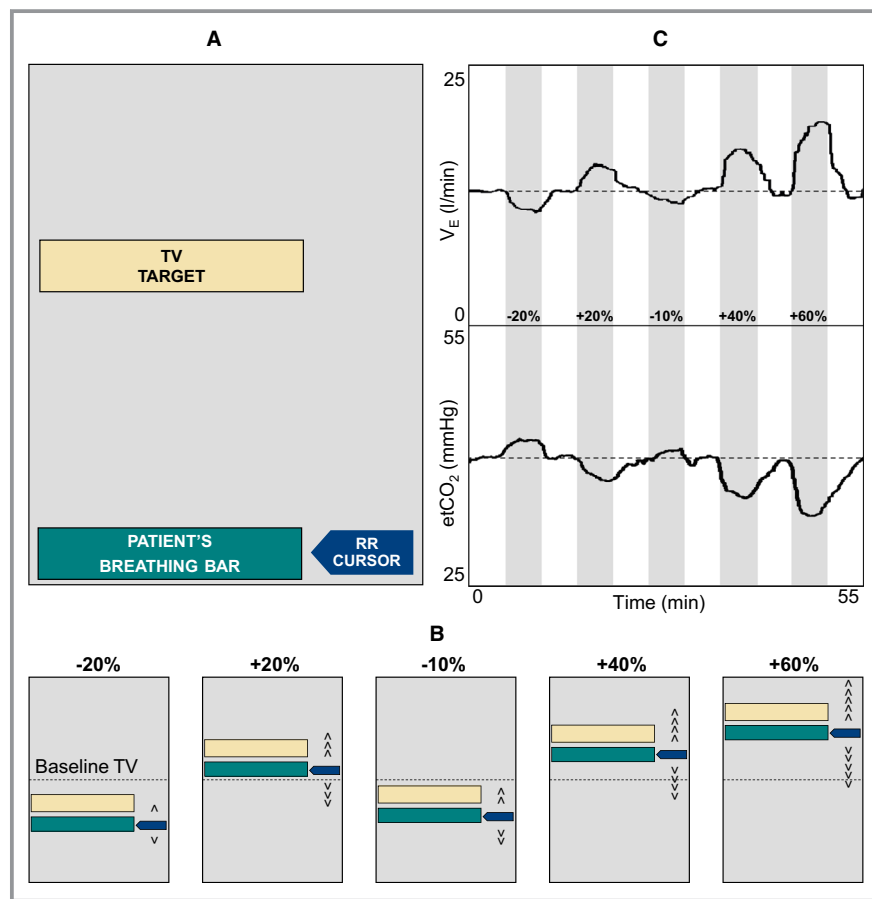 A
TV
TARGET
PATIENT'S
BREATHING BAR
RR
CURSOR
C
25
V_E (l/min)
0
-20% +20% -10% +40% +60%
55
etCO₂ (mmHg)
25
0 Time (min) 55
B
-20% +20% -10% +40% +60%
Baseline TV